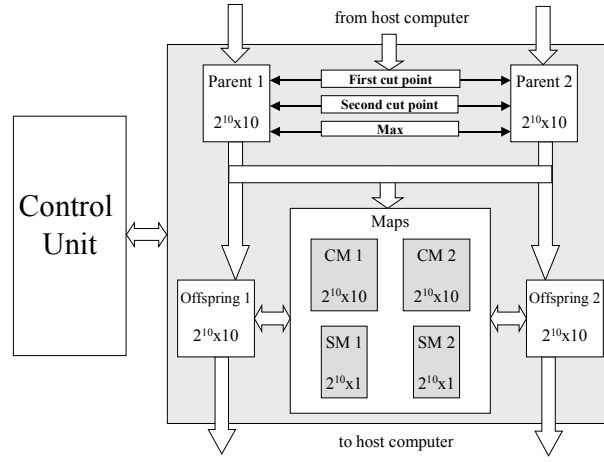 from host computer
Parent 1
First cut point
Parent 2
Second cut point
2¹⁰x10
Max
2¹⁰x10
Control
Unit
Maps
CM 1
CM 2
2¹⁰x10
2¹⁰x10
Offspring 1
2¹⁰x10
Offspring 2
2¹⁰x10
SM 1
SM 2
2¹⁰x1
2¹⁰x1
to host computer